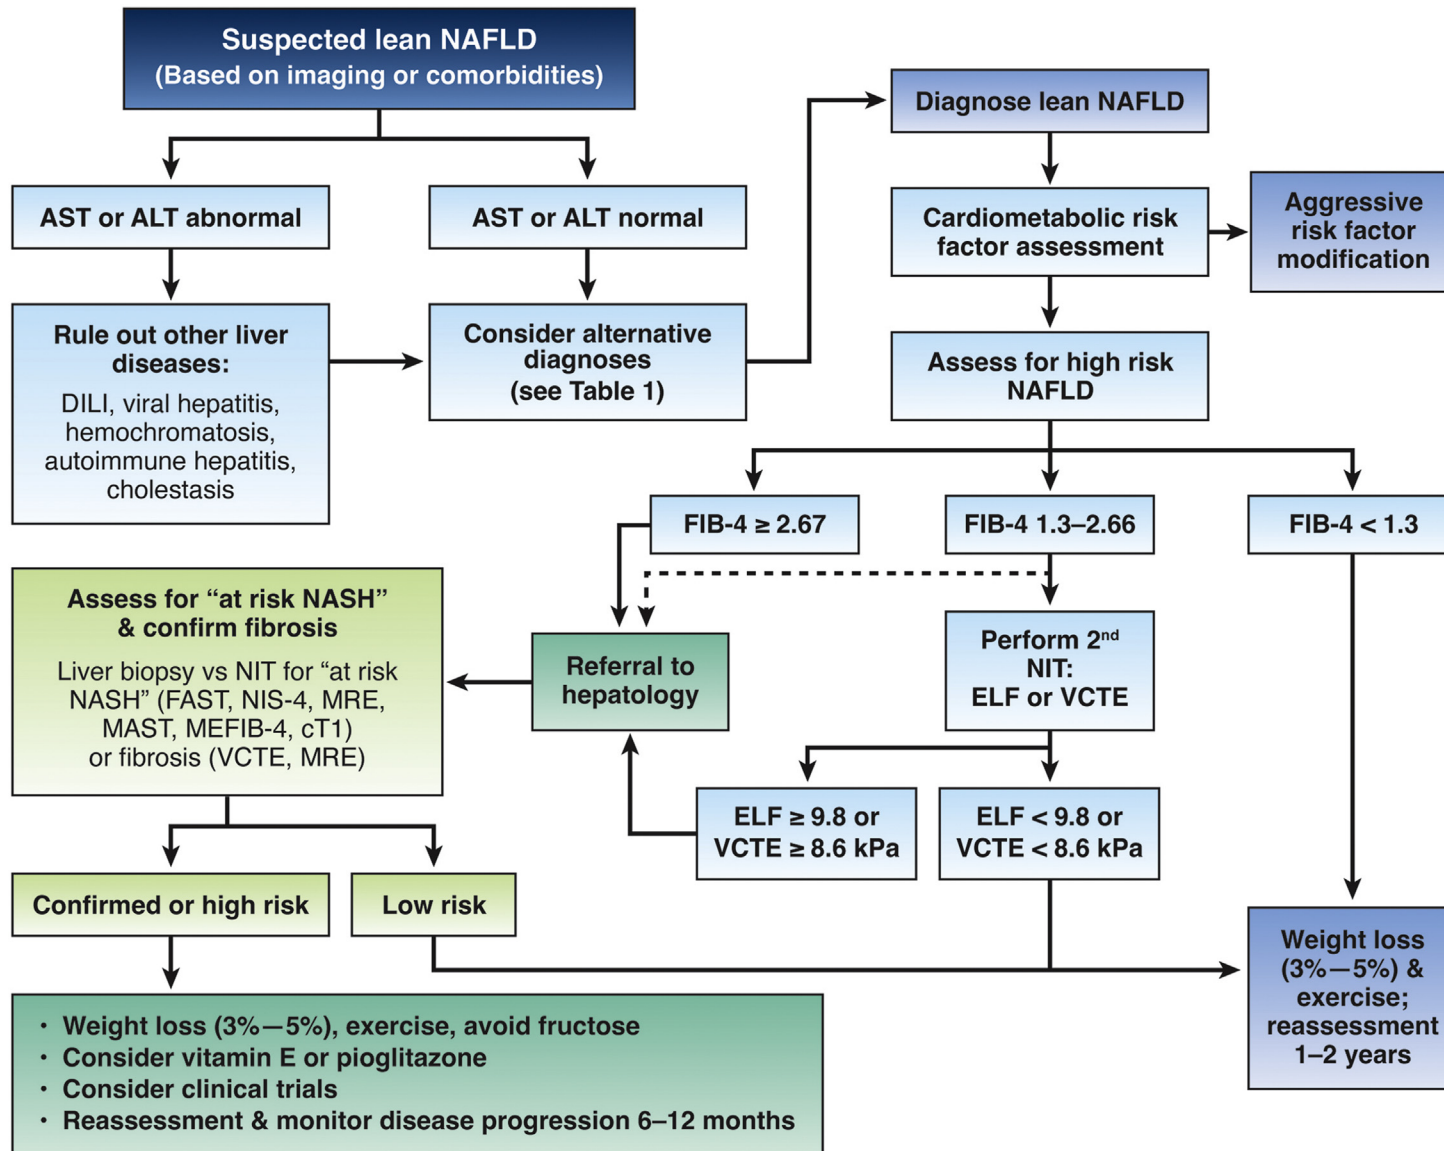 Suspected lean NAFLD
(Based on imaging or comorbidities)
AST or ALT abnormal
AST or ALT normal
Rule out other liver
diseases:
DILI, viral hepatitis,
hemochromatosis,
autoimmune hepatitis,
cholestasis
Consider alternative
diagnoses
(see Table 1)
Diagnose lean NAFLD
Cardiometabolic risk
factor assessment
Aggressive
risk factor
modification
Assess for high risk
NAFLD
FIB-4 ≥ 2.67
FIB-4 1.3–2.66
FIB-4 < 1.3
Perform 2nd
NIT:
ELF or VCTE
Referral to
hepatology
ELF ≥ 9.8 or
VCTE ≥ 8.6 kPa
ELF < 9.8 or
VCTE < 8.6 kPa
Assess for “at risk NASH”
& confirm fibrosis
Liver biopsy vs NIT for “at risk
NASH” (FAST, NIS-4, MRE,
MAST, MEFIB-4, cT1)
or fibrosis (VCTE, MRE)
Confirmed or high risk
Low risk
· Weight loss (3%—5%), exercise, avoid fructose
· Consider vitamin E or pioglitazone
· Consider clinical trials
· Reassessment & monitor disease progression 6–12 months
Weight loss
(3%—5%) &
exercise;
reassessment
1–2 years